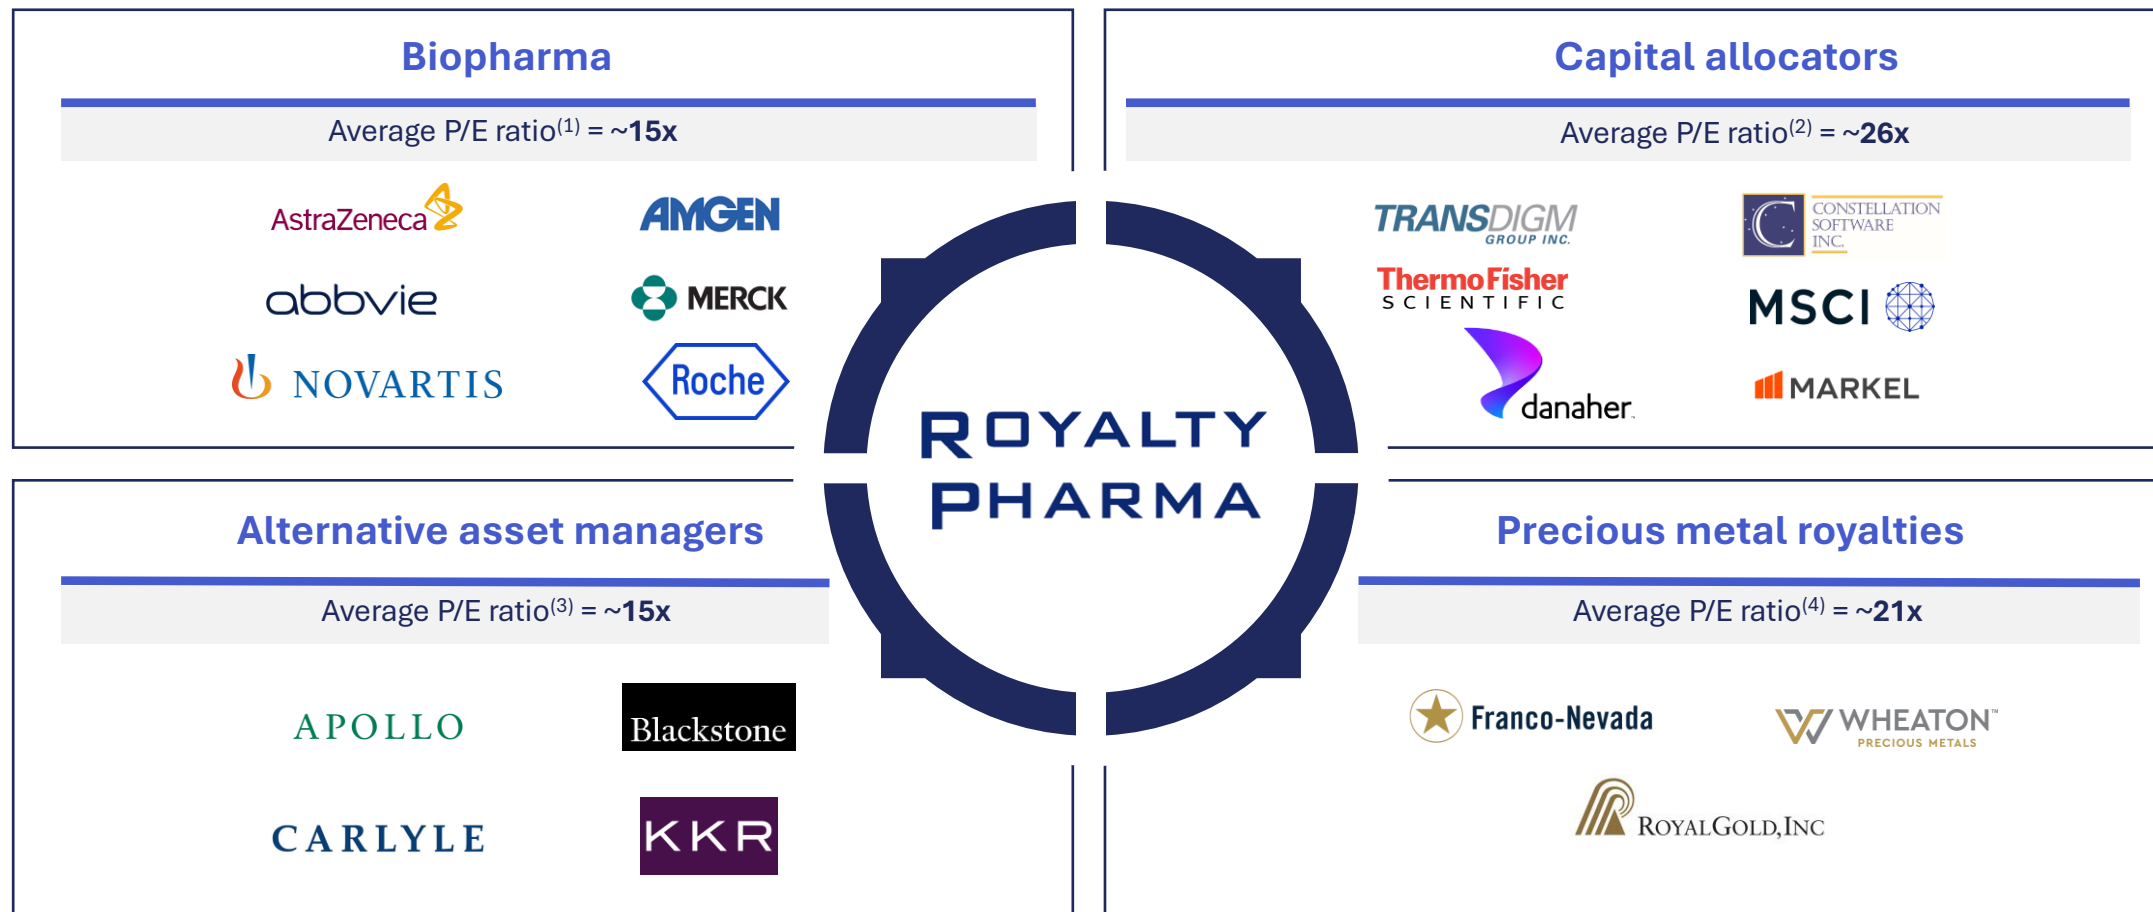 Biopharma
Average P/E ratio(1) = ~15x
AstraZeneca
AMGEN
abbvie
MERCK
NOVARTIS
Roche
Capital allocators
Average P/E ratio(2) = ~26x
TRANSDIGM
GROUP INC.
CONSTELLATION
SOFTWARE
INC.
ThermoFisher
SCIENTIFIC
MSCI
danaher.
MARKEL
ROYALTY
PHARMA
Alternative asset managers
Average P/E ratio(3) = ~15x
APOLLO
Blackstone
CARLYLE
KKR
Precious metal royalties
Average P/E ratio(4) = ~21x
Franco-Nevada
WHEATON™
PRECIOUS METALS
ROYALGOLD,INC